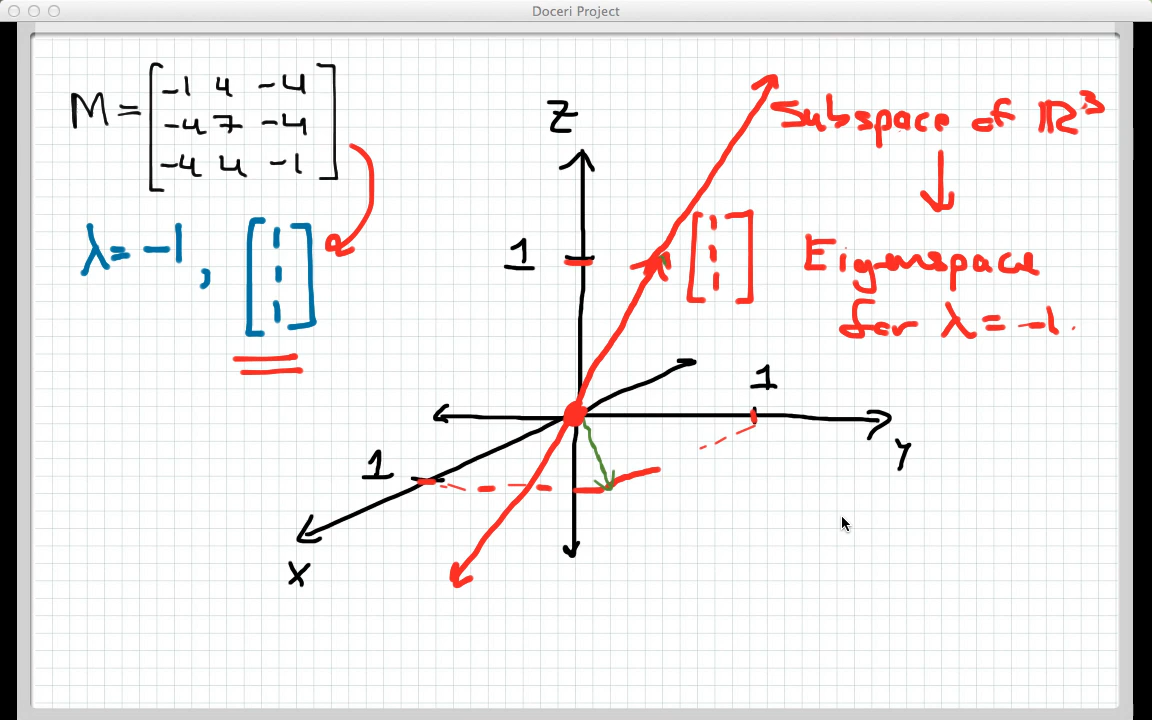 Doceri Project
M = [ -1 4 -4
-4 7 -4
-4 4 -1 ]
λ = -1, [ 1
1
1 ]
Z
1
Subspace of ℝ³
[ 1
1
1 ]
Eigenspace
for λ = -1.
1
1
Y
X